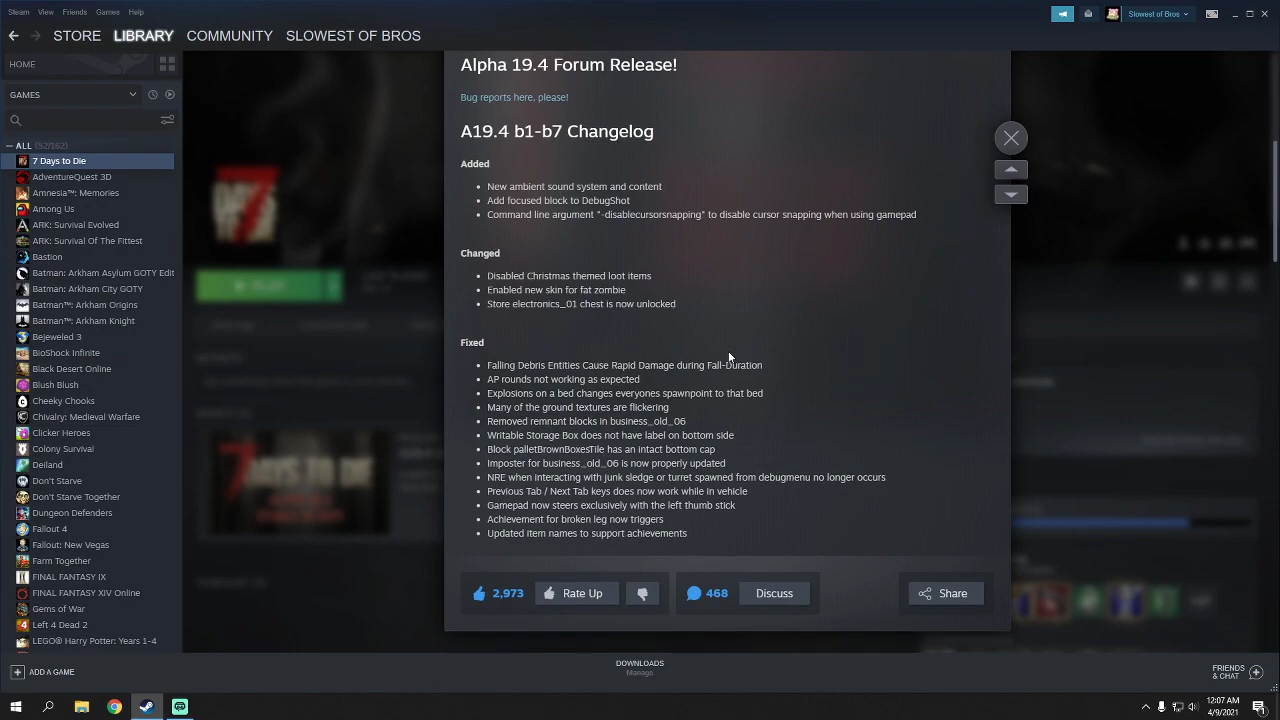 Steam View Friends Games Help
Slowest of Bros
STORE LIBRARY COMMUNITY SLOWEST OF BROS
HOME
GAMES
ALL (52/162)
7 Days to Die
AdventureQuest 3D
Amnesia™: Memories
Among Us
ARK: Survival Evolved
ARK: Survival Of The Fittest
Bastion
Batman: Arkham Asylum GOTY Edit
Batman: Arkham City GOTY
Batman™: Arkham Origins
Batman™: Arkham Knight
Bejeweled 3
BioShock Infinite
Black Desert Online
Blush Blush
Cheeky Chooks
Chivalry: Medieval Warfare
Clicker Heroes
Colony Survival
Deiland
Don't Starve
Don't Starve Together
Dungeon Defenders
Fallout 4
Fallout: New Vegas
Farm Together
FINAL FANTASY IX
FINAL FANTASY XIV Online
Gems of War
Left 4 Dead 2
LEGO® Harry Potter: Years 1-4
Alpha 19.4 Forum Release!
Bug reports here, please!
A19.4 b1-b7 Changelog
Added
• New ambient sound system and content
• Add focused block to DebugShot
• Command line argument "-disablecursorsnapping" to disable cursor snapping when using gamepad
Changed
• Disabled Christmas themed loot items
• Enabled new skin for fat zombie
• Store electronics_01 chest is now unlocked
Fixed
• Falling Debris Entities Cause Rapid Damage during Fall-Duration
• AP rounds not working as expected
• Explosions on a bed changes everyones spawnpoint to that bed
• Many of the ground textures are flickering
• Removed remnant blocks in business_old_06
• Writable Storage Box does not have label on bottom side
• Block palletBrownBoxesTile has an intact bottom cap
• Imposter for business_old_06 is now properly updated
• NRE when interacting with junk sledge or turret spawned from debugmenu no longer occurs
• Previous Tab / Next Tab keys does now work while in vehicle
• Gamepad now steers exclusively with the left thumb stick
• Achievement for broken leg now triggers
• Updated item names to support achievements
2,973 Rate Up 468 Discuss Share
PLAY
7 DAYS TO DIE
ADD A GAME
DOWNLOADS
Manage
FRIENDS
& CHAT
12:07 AM
4/9/2021